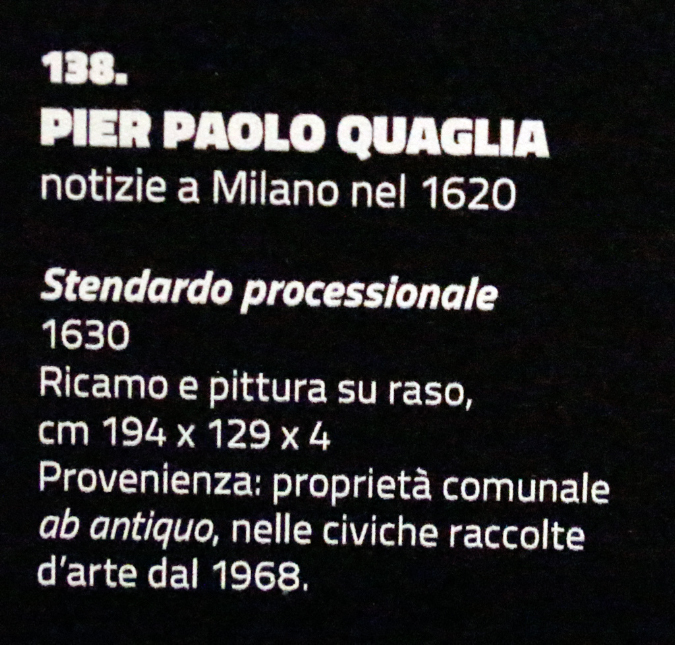 138.
PIER PAOLO QUAGLIA
notizie a Milano nel 1620
Stendardo processionale
1630
Ricamo e pittura su raso,
cm 194 x 129 x 4
Provenienza: proprietà comunale
ab antiquo, nelle civiche raccolte
d'arte dal 1968.